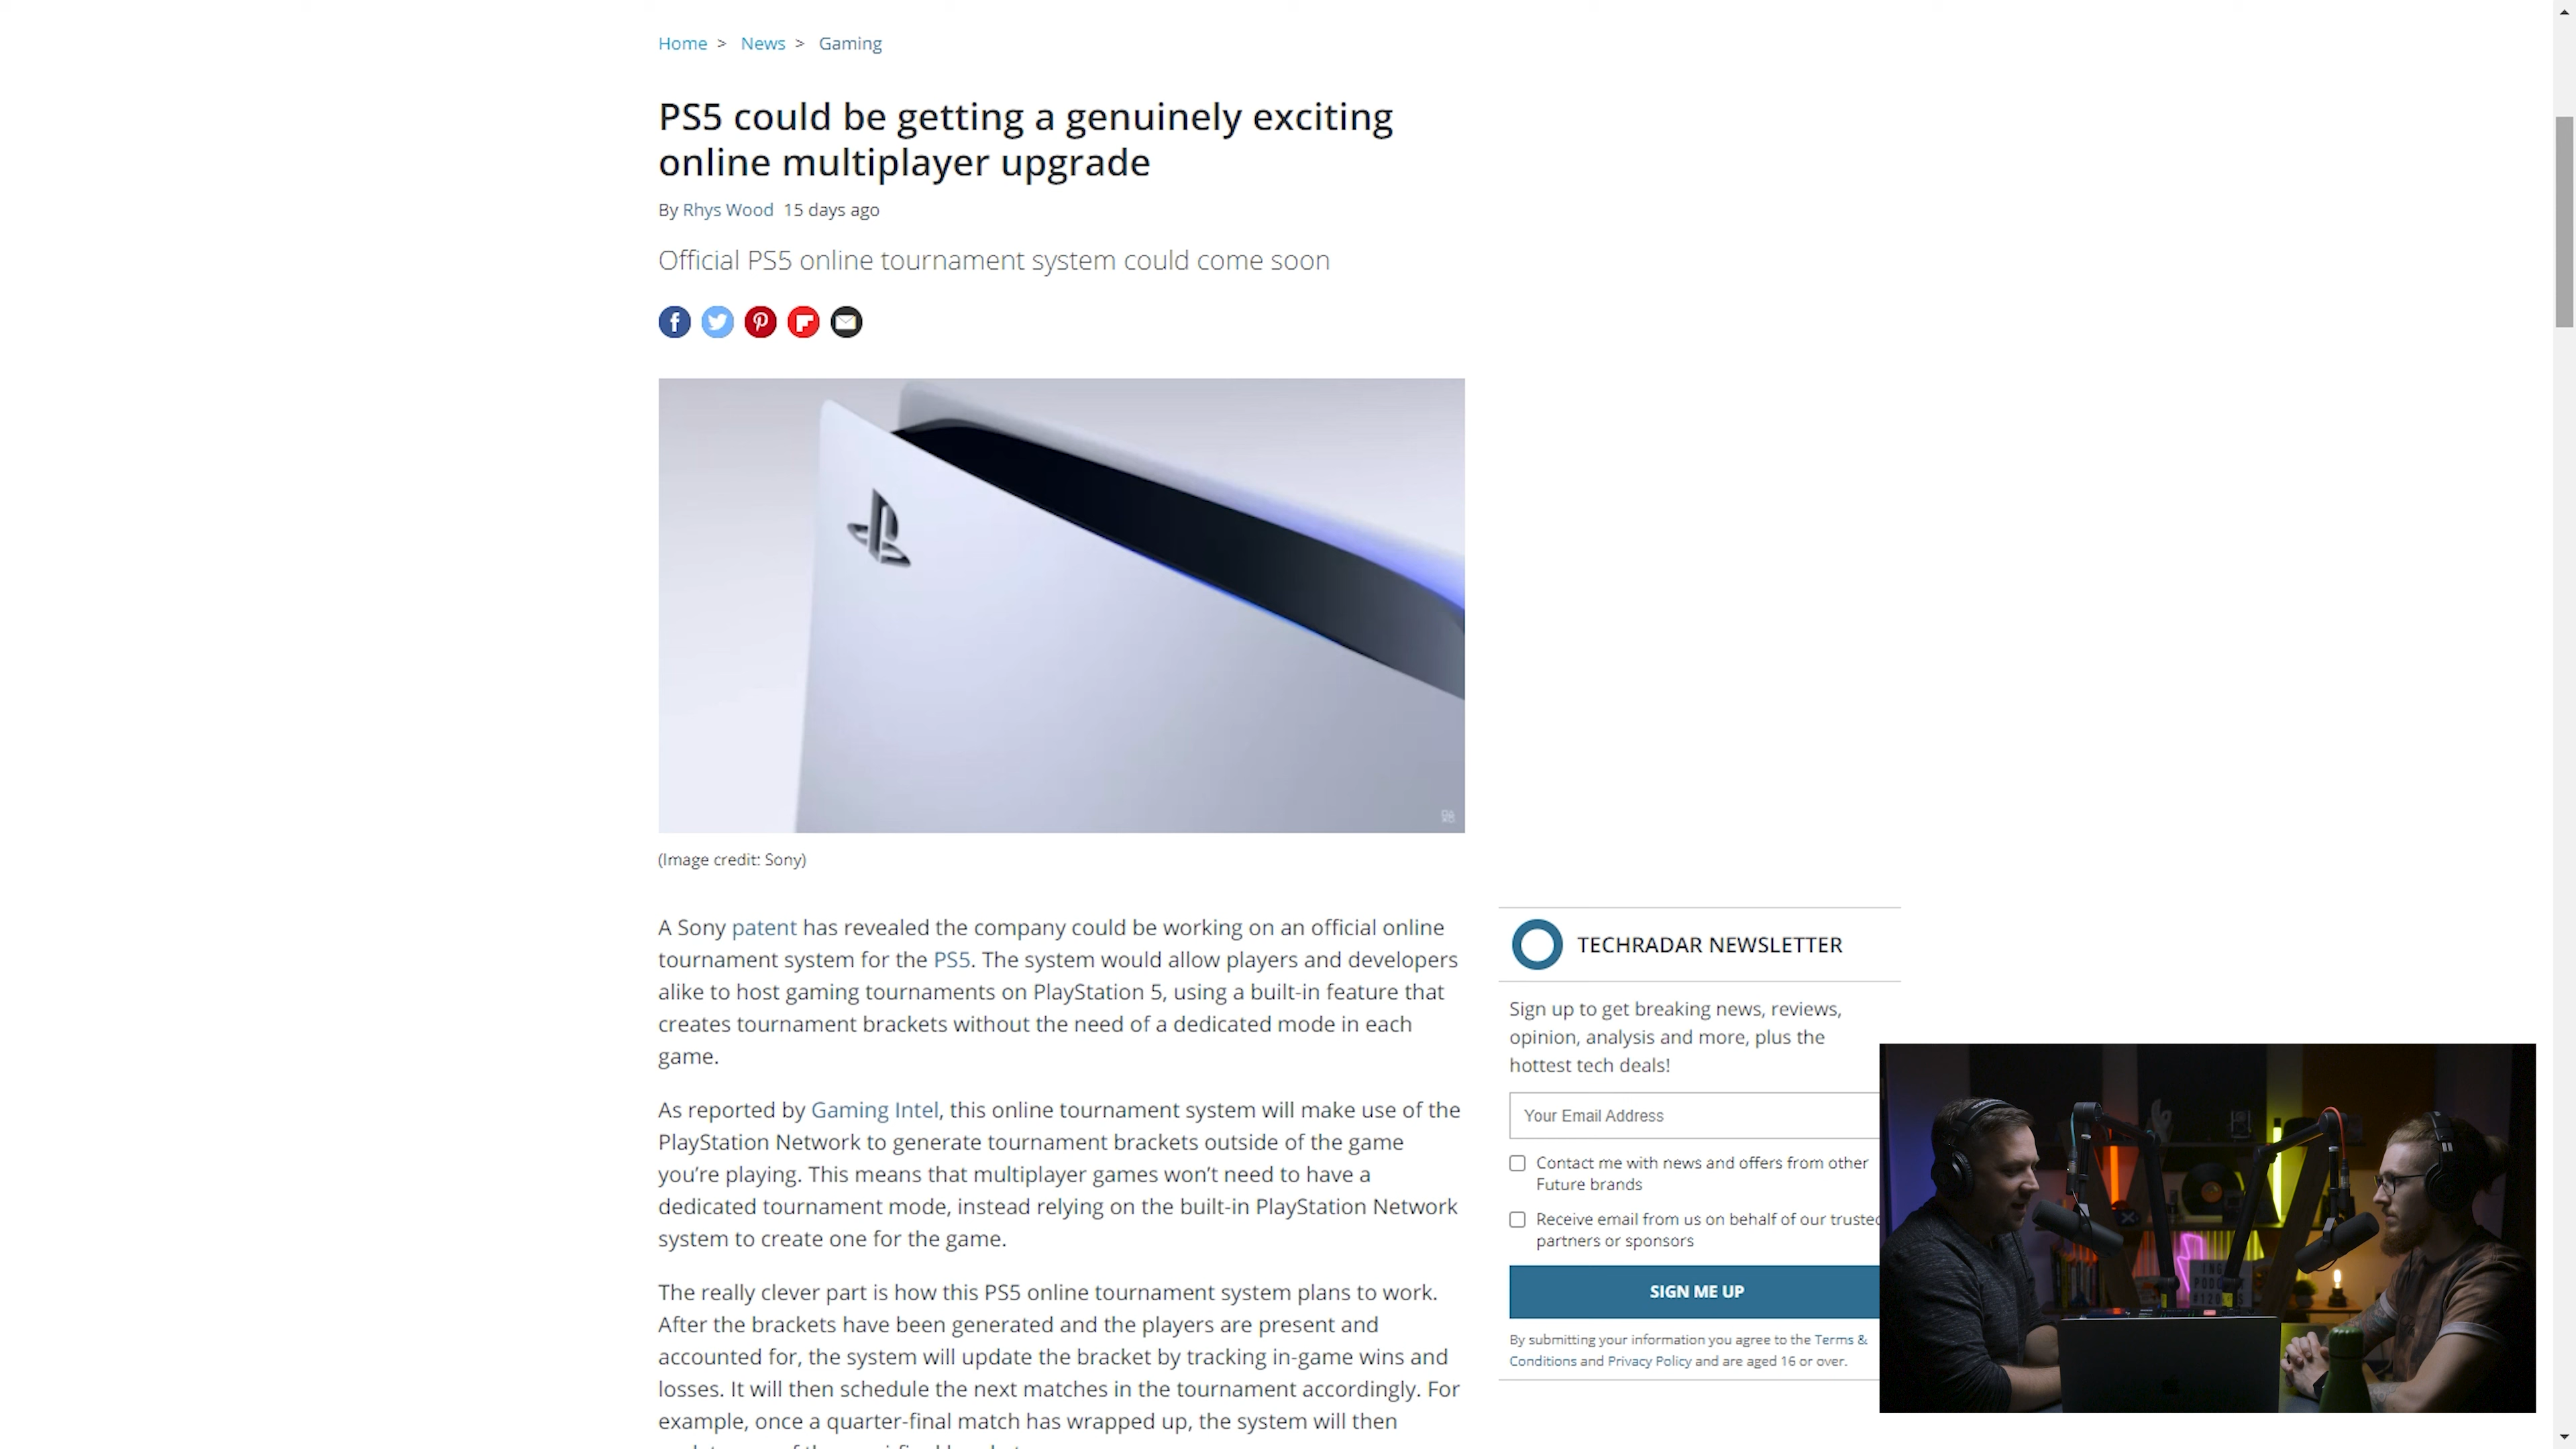 Home > News > Gaming
PS5 could be getting a genuinely exciting
online multiplayer upgrade
By Rhys Wood 15 days ago
Official PS5 online tournament system could come soon
(Image credit: Sony)
A Sony patent has revealed the company could be working on an official online
tournament system for the PS5. The system would allow players and developers
alike to host gaming tournaments on PlayStation 5, using a built-in feature that
creates tournament brackets without the need of a dedicated mode in each
game.
As reported by Gaming Intel, this online tournament system will make use of the
PlayStation Network to generate tournament brackets outside of the game
you’re playing. This means that multiplayer games won’t need to have a
dedicated tournament mode, instead relying on the built-in PlayStation Network
system to create one for the game.
The really clever part is how this PS5 online tournament system plans to work.
After the brackets have been generated and the players are present and
accounted for, the system will update the bracket by tracking in-game wins and
losses. It will then schedule the next matches in the tournament accordingly. For
example, once a quarter-final match has wrapped up, the system will then
TECHRADAR NEWSLETTER
Sign up to get breaking news, reviews,
opinion, analysis and more, plus the
hottest tech deals!
Your Email Address
Contact me with news and offers from other
Future brands
Receive email from us on behalf of our trusted
partners or sponsors
SIGN ME UP
By submitting your information you agree to the Terms &
Conditions and Privacy Policy and are aged 16 or over.